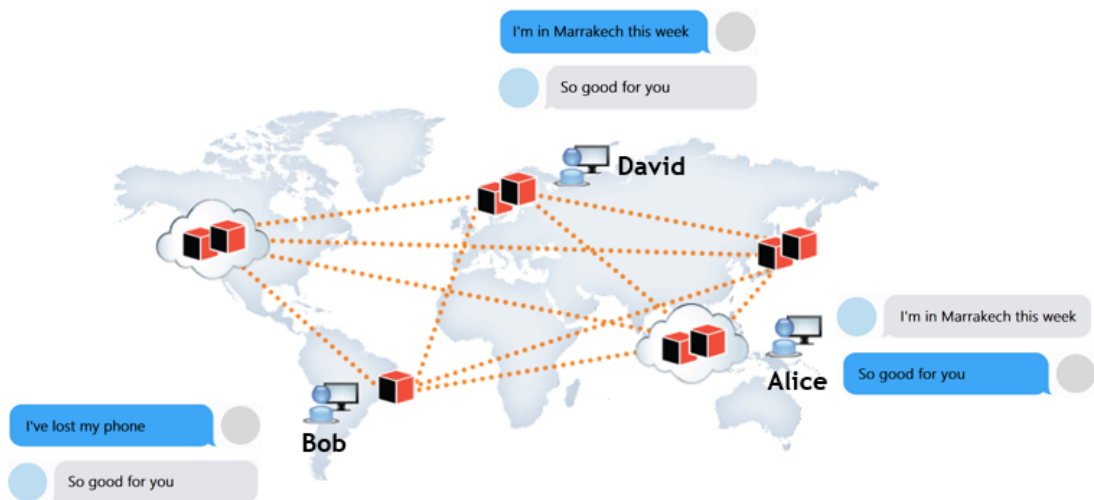 I'm in Marrakech this week
So good for you
David
I'm in Marrakech this week
So good for you
Alice
I've lost my phone
Bob
So good for you